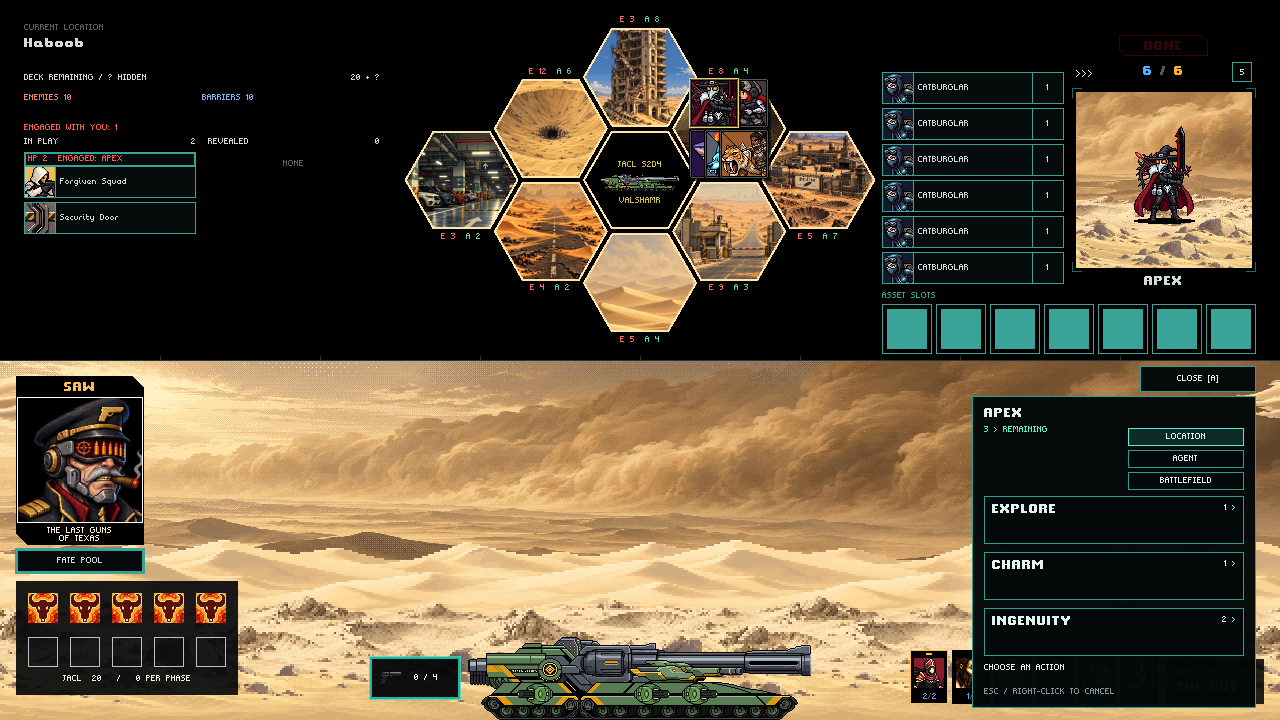 CURRENT LOCATION
Haboob
DECK REMAINING / ? HIDDEN 20 + ?
ENEMIES 10 BARRIERS 10
ENGAGED WITH YOU: 1
IN PLAY 2 REVEALED 0
HP 2 ENGAGED: APEX
NONE
Forgiven Squad
Security Door
E 3 A 8
E 12 A 6
E 8 A 4
E 3 A 2
JACL S2D4
VALSHAMR
E 5 A 7
E 4 A 2
E 9 A 3
E 5 A 4
CATBURGLAR 1
CATBURGLAR 1
CATBURGLAR 1
CATBURGLAR 1
CATBURGLAR 1
CATBURGLAR 1
ASSET SLOTS
DONE
>>> 6 / 6 5
APEX
SAW
THE LAST GUNS
OF TEXAS
FATE POOL
JACL 20 / 0 PER PHASE
0 / 4
2/2
CLOSE [A]
APEX
3 > REMAINING
LOCATION
AGENT
BATTLEFIELD
EXPLORE 1 >
CHARM 1 >
INGENUITY 2 >
CHOOSE AN ACTION
ESC / RIGHT-CLICK TO CANCEL